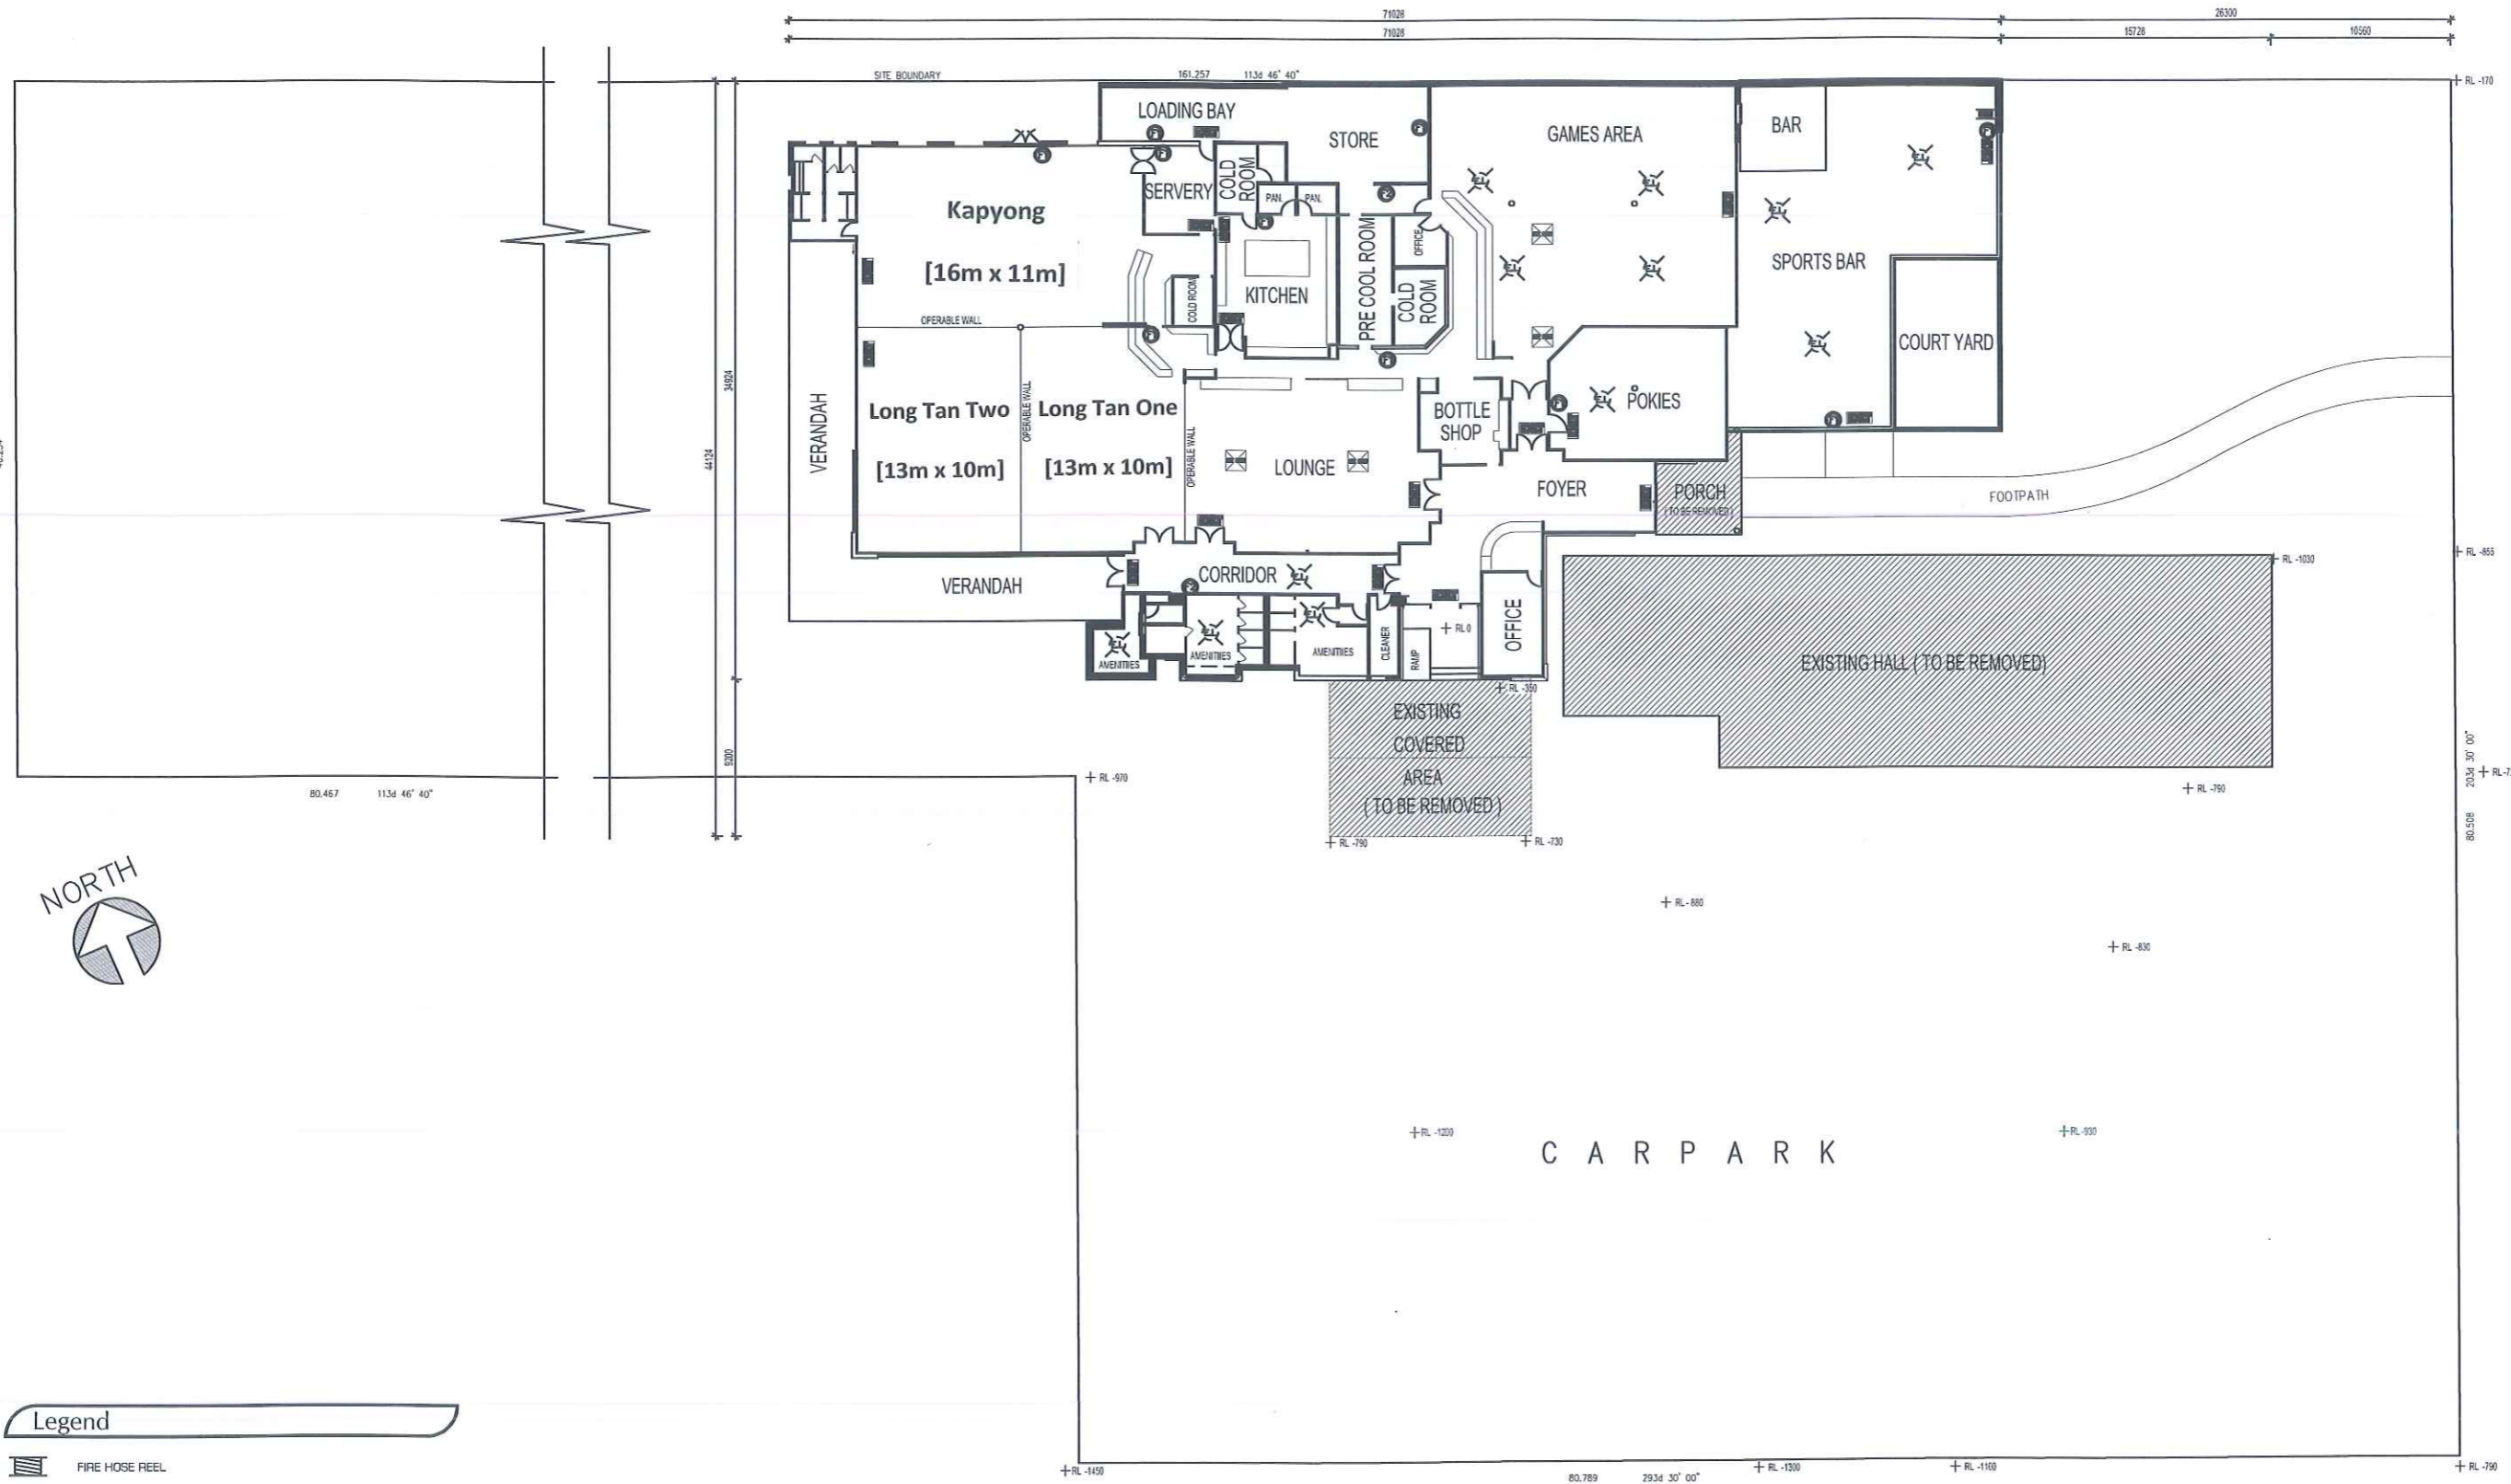 71028
26300
71028
15728
10560
SITE BOUNDARY
161.257
113d 46' 40"
RL -170
LOADING BAY
STORE
GAMES AREA
BAR
SERVERY
COLD ROOM
PAN.
PAN.
Kapyong
[16m x 11m]
OFFICE
PRE COOL ROOM
KITCHEN
COLD ROOM
COLD ROOM
SPORTS BAR
COURT YARD
OPERABLE WALL
34924
44124
VERANDAH
Long Tan Two
[13m x 10m]
OPERABLE WALL
Long Tan One
[13m x 10m]
OPERABLE WALL
LOUNGE
BOTTLE
SHOP
POKIES
FOYER
PORCH
( TO BE REMOVED )
FOOTPATH
RL -855
RL -1030
VERANDAH
CORRIDOR
AMENITIES
AMENITIES
AMENITIES
CLEANER
RAMP
RL 0
OFFICE
EXISTING HALL ( TO BE REMOVED)
RL -350
EXISTING
COVERED
AREA
( TO BE REMOVED )
9200
80.467
113d 46' 40"
RL -970
RL -790
RL -730
RL -790
203d 30' 00"
80.508
NORTH
RL -880
RL -830
RL -1200
RL -930
CARPARK
Legend
FIRE HOSE REEL
RL -1450
80.789
293d 30' 00"
RL -1300
RL -1100
RL -790